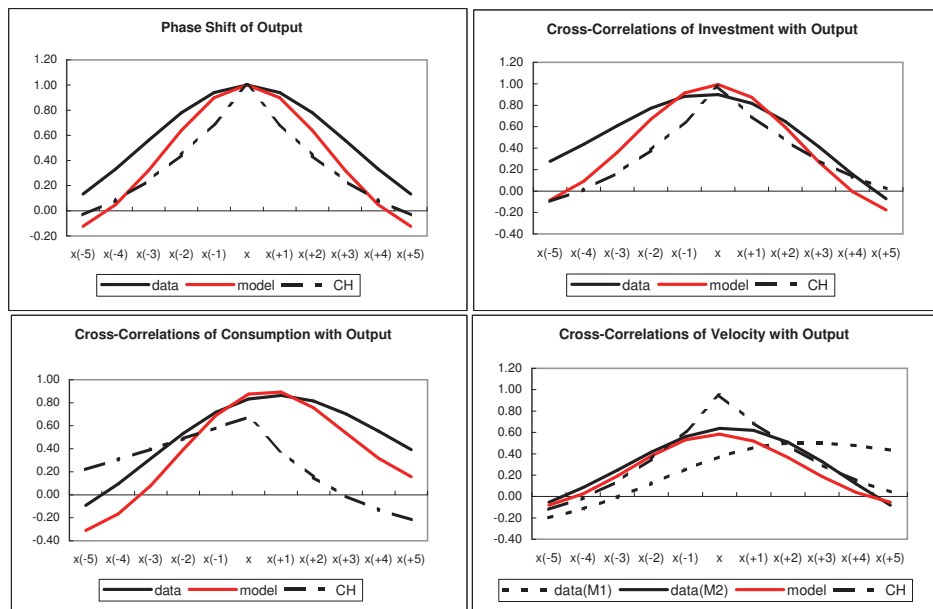 Phase Shift of Output
1.20
1.00
0.80
0.60
0.40
0.20
0.00
-0.20
x(-5) x(-4) x(-3) x(-2) x(-1) x x(+1) x(+2) x(+3) x(+4) x(+5)
data model CH
Cross-Correlations of Investment with Output
1.20
1.00
0.80
0.60
0.40
0.20
0.00
-0.20
-0.40
x(-5) x(-4) x(-3) x(-2) x(-1) x x(+1) x(+2) x(+3) x(+4) x(+5)
data model CH
Cross-Correlations of Consumption with Output
1.00
0.80
0.60
0.40
0.20
0.00
-0.20
-0.40
x(-5) x(-4) x(-3) x(-2) x(-1) x x(+1) x(+2) x(+3) x(+4) x(+5)
data model CH
Cross-Correlations of Velocity with Output
1.20
1.00
0.80
0.60
0.40
0.20
0.00
-0.20
-0.40
x(-5) x(-4) x(-3) x(-2) x(-1) x x(+1) x(+2) x(+3) x(+4) x(+5)
data(M1) data(M2) model CH